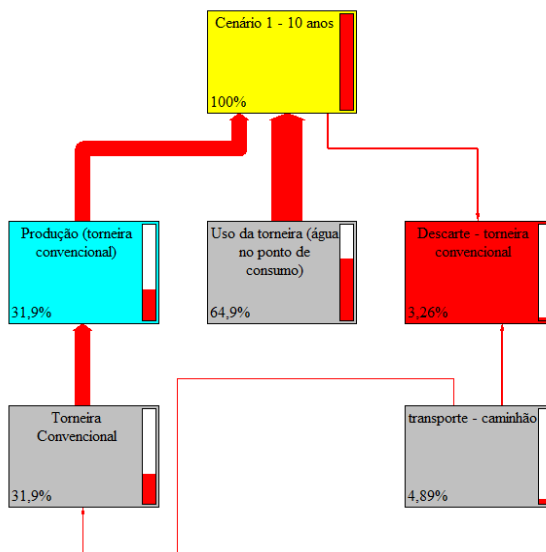 Cenário 1 - 10 anos
100%
Produção (torneira
convencional)
31,9%
Uso da torneira (água
no ponto de
consumo)
64,9%
Descarte - torneira
convencional
3,26%
Torneira
Convencional
31,9%
transporte - caminhão
4,89%